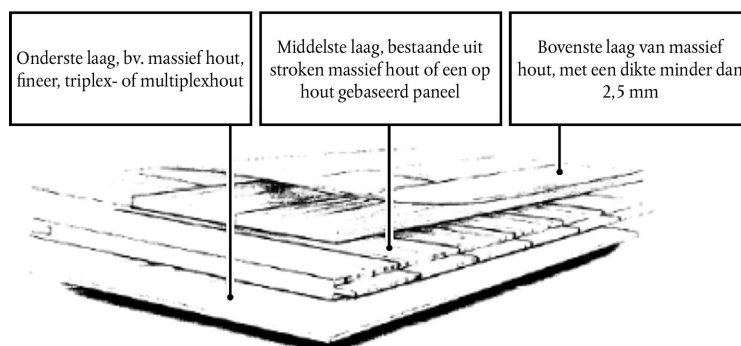 Onderste laag, bv. massief hout,
fineer, triplex- of multiplexhout
Middelste laag, bestaande uit
stroken massief hout of een op
hout gebaseerd paneel
Bovenste laag van massief
hout, met een dikte minder dan
2,5 mm